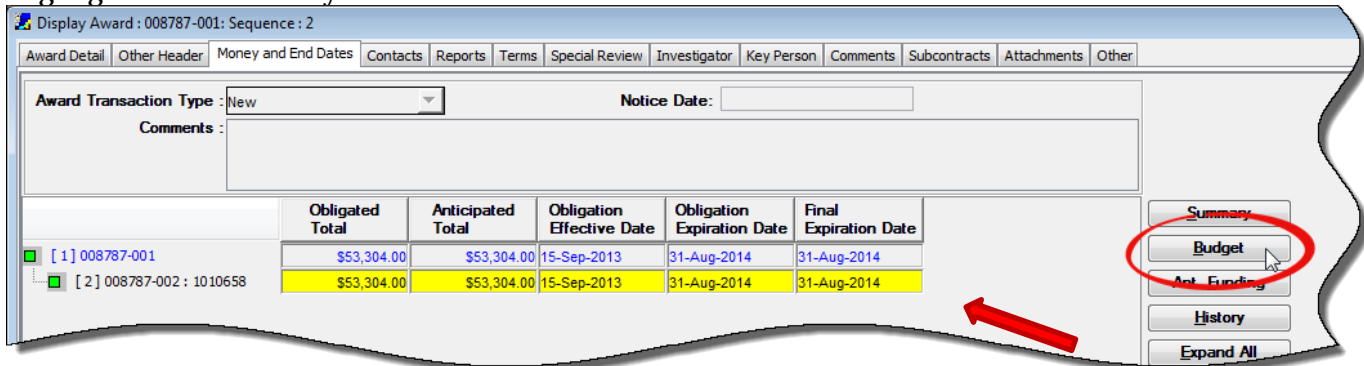 Display Award : 008787-001: Sequence : 2
Award Detail Other Header Money and End Dates Contacts Reports Terms Special Review Investigator Key Person Comments Subcontracts Attachments Other
Award Transaction Type : New Notice Date:
Comments :
Obligated Total Anticipated Total Obligation Effective Date Obligation Expiration Date Final Expiration Date
[ 1 ] 008787-001 $53,304.00 $53,304.00 15-Sep-2013 31-Aug-2014 31-Aug-2014
[ 2 ] 008787-002 : 1010658 $53,304.00 $53,304.00 15-Sep-2013 31-Aug-2014 31-Aug-2014
Summary
Budget
Ant. Funding
History
Expand All